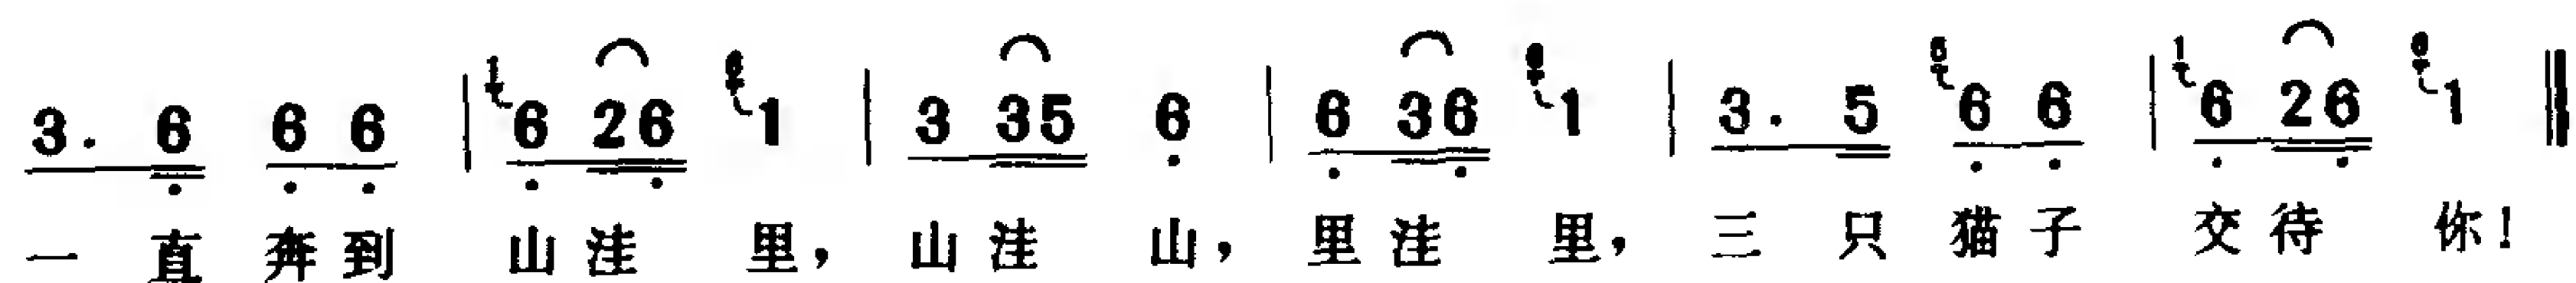 3. 6 6 6 | 6 26 1 | 3 35 6 | 6 36 1 | 3. 5 6 6 | 6 26 1 ‖
一 直 奔 到 山 洼 里， 山 洼 山， 里 洼 里， 三 只 猫 子 交 待 你！